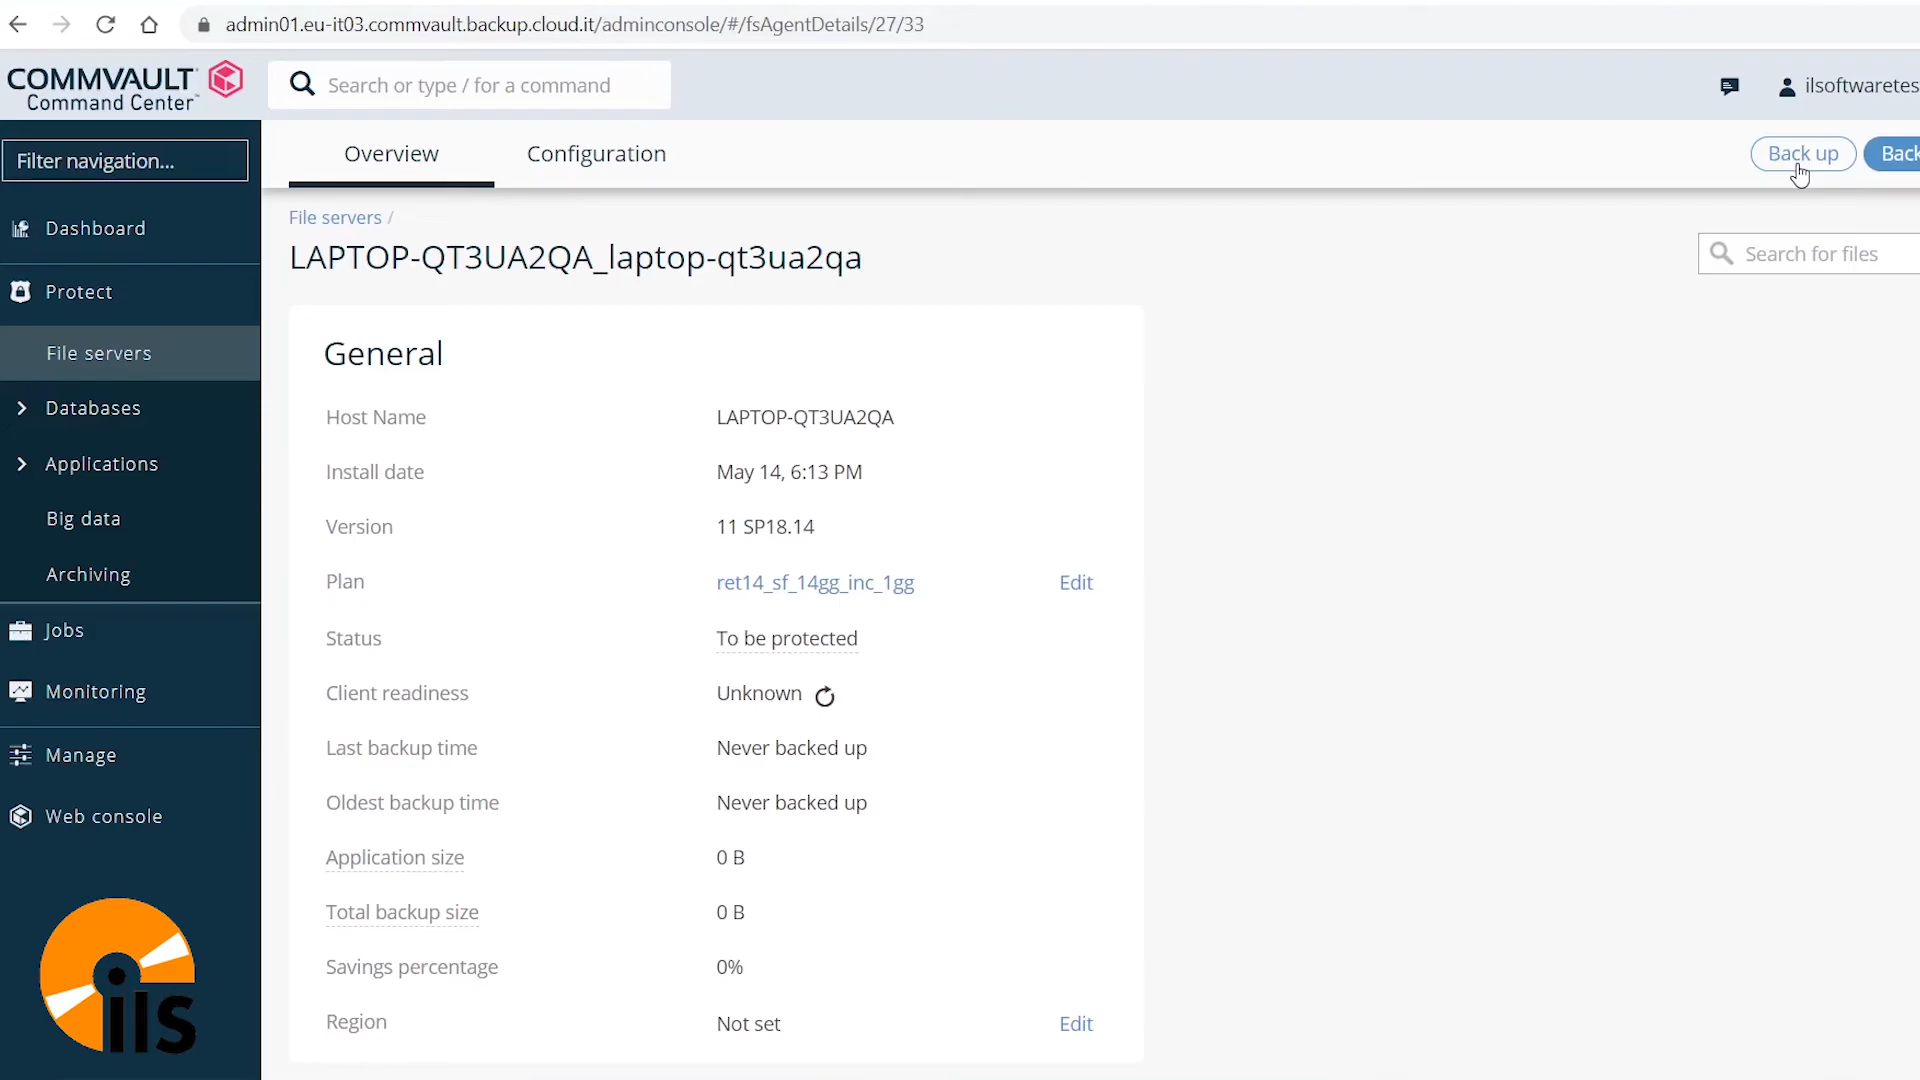 admin01.eu-it03.commvault.backup.cloud.it/adminconsole/#/fsAgentDetails/27/33
COMMVAULT
Command Center™
Search or type / for a command
ilsoftwaretes
Filter navigation...
Overview
Configuration
Back up
Back
Dashboard
Protect
File servers
Databases
Applications
Big data
Archiving
Jobs
Monitoring
Manage
Web console
ils
File servers /
LAPTOP-QT3UA2QA_laptop-qt3ua2qa
Search for files
General
Host Name LAPTOP-QT3UA2QA
Install date May 14, 6:13 PM
Version 11 SP18.14
Plan ret14_sf_14gg_inc_1gg Edit
Status To be protected
Client readiness Unknown
Last backup time Never backed up
Oldest backup time Never backed up
Application size 0 B
Total backup size 0 B
Savings percentage 0%
Region Not set Edit